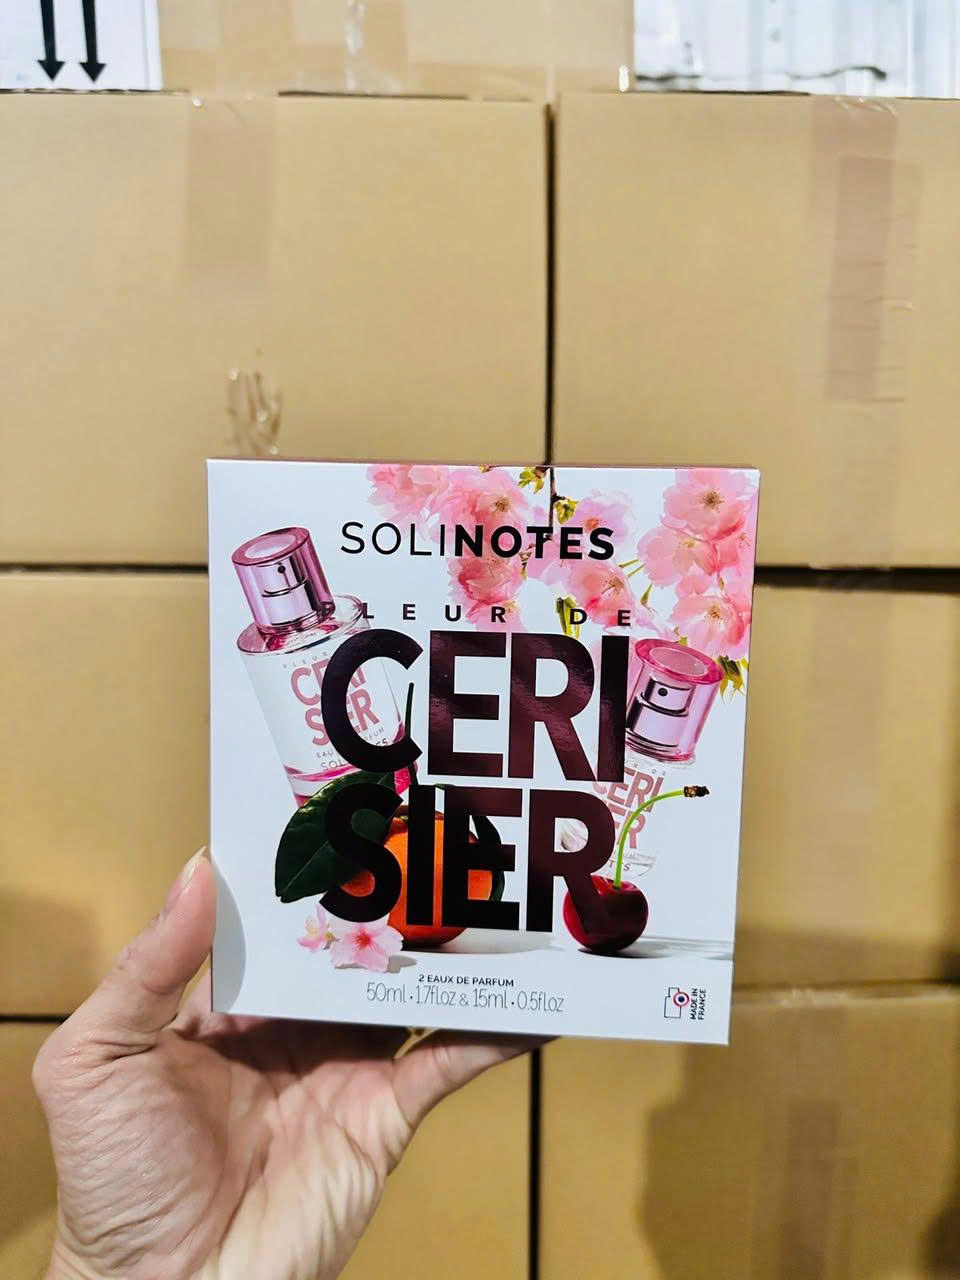 SOLINOTES
FLEUR DE
CERI
SIER
2 EAUX DE PARFUM
50ml • 1.7fl.oz & 15ml • 0.5fl.oz
MADE IN
FRANCE